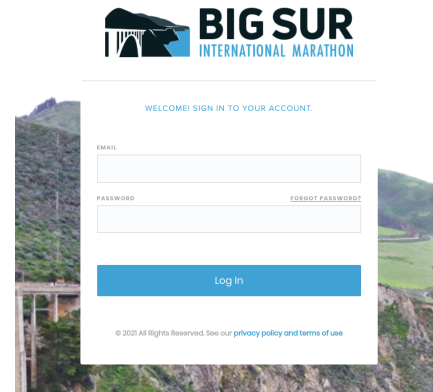 BIG SUR
INTERNATIONAL MARATHON
WELCOME! SIGN IN TO YOUR ACCOUNT.
EMAIL
PASSWORD FORGOT PASSWORD?
Log In
© 2021 All Rights Reserved. See our privacy policy and terms of use